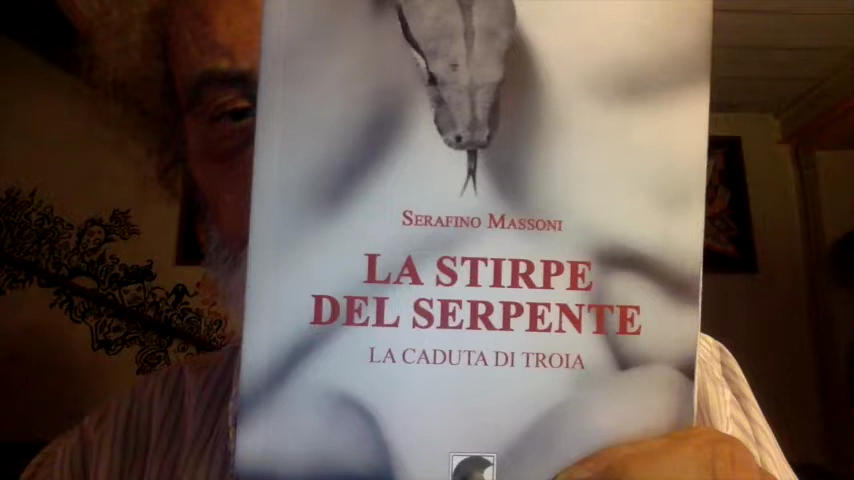 SERAFINO MASSONI
LA STIRPE
DEL SERPENTE
LA CADUTA DI TROIA